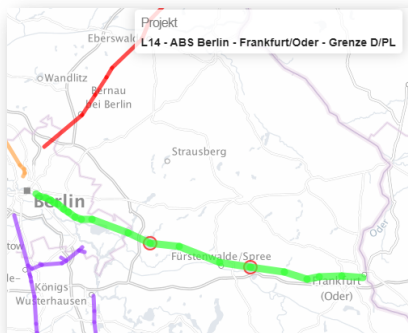 Projekt
L14 - ABS Berlin - Frankfurt/Oder - Grenze D/PL
Eberswal
Wandlitz
Bernau
bei Berlin
Strausberg
Berlin
Oder
Fürstenwalde/Spree
Frankfurt
(Oder)
Königs
Wusterhausen